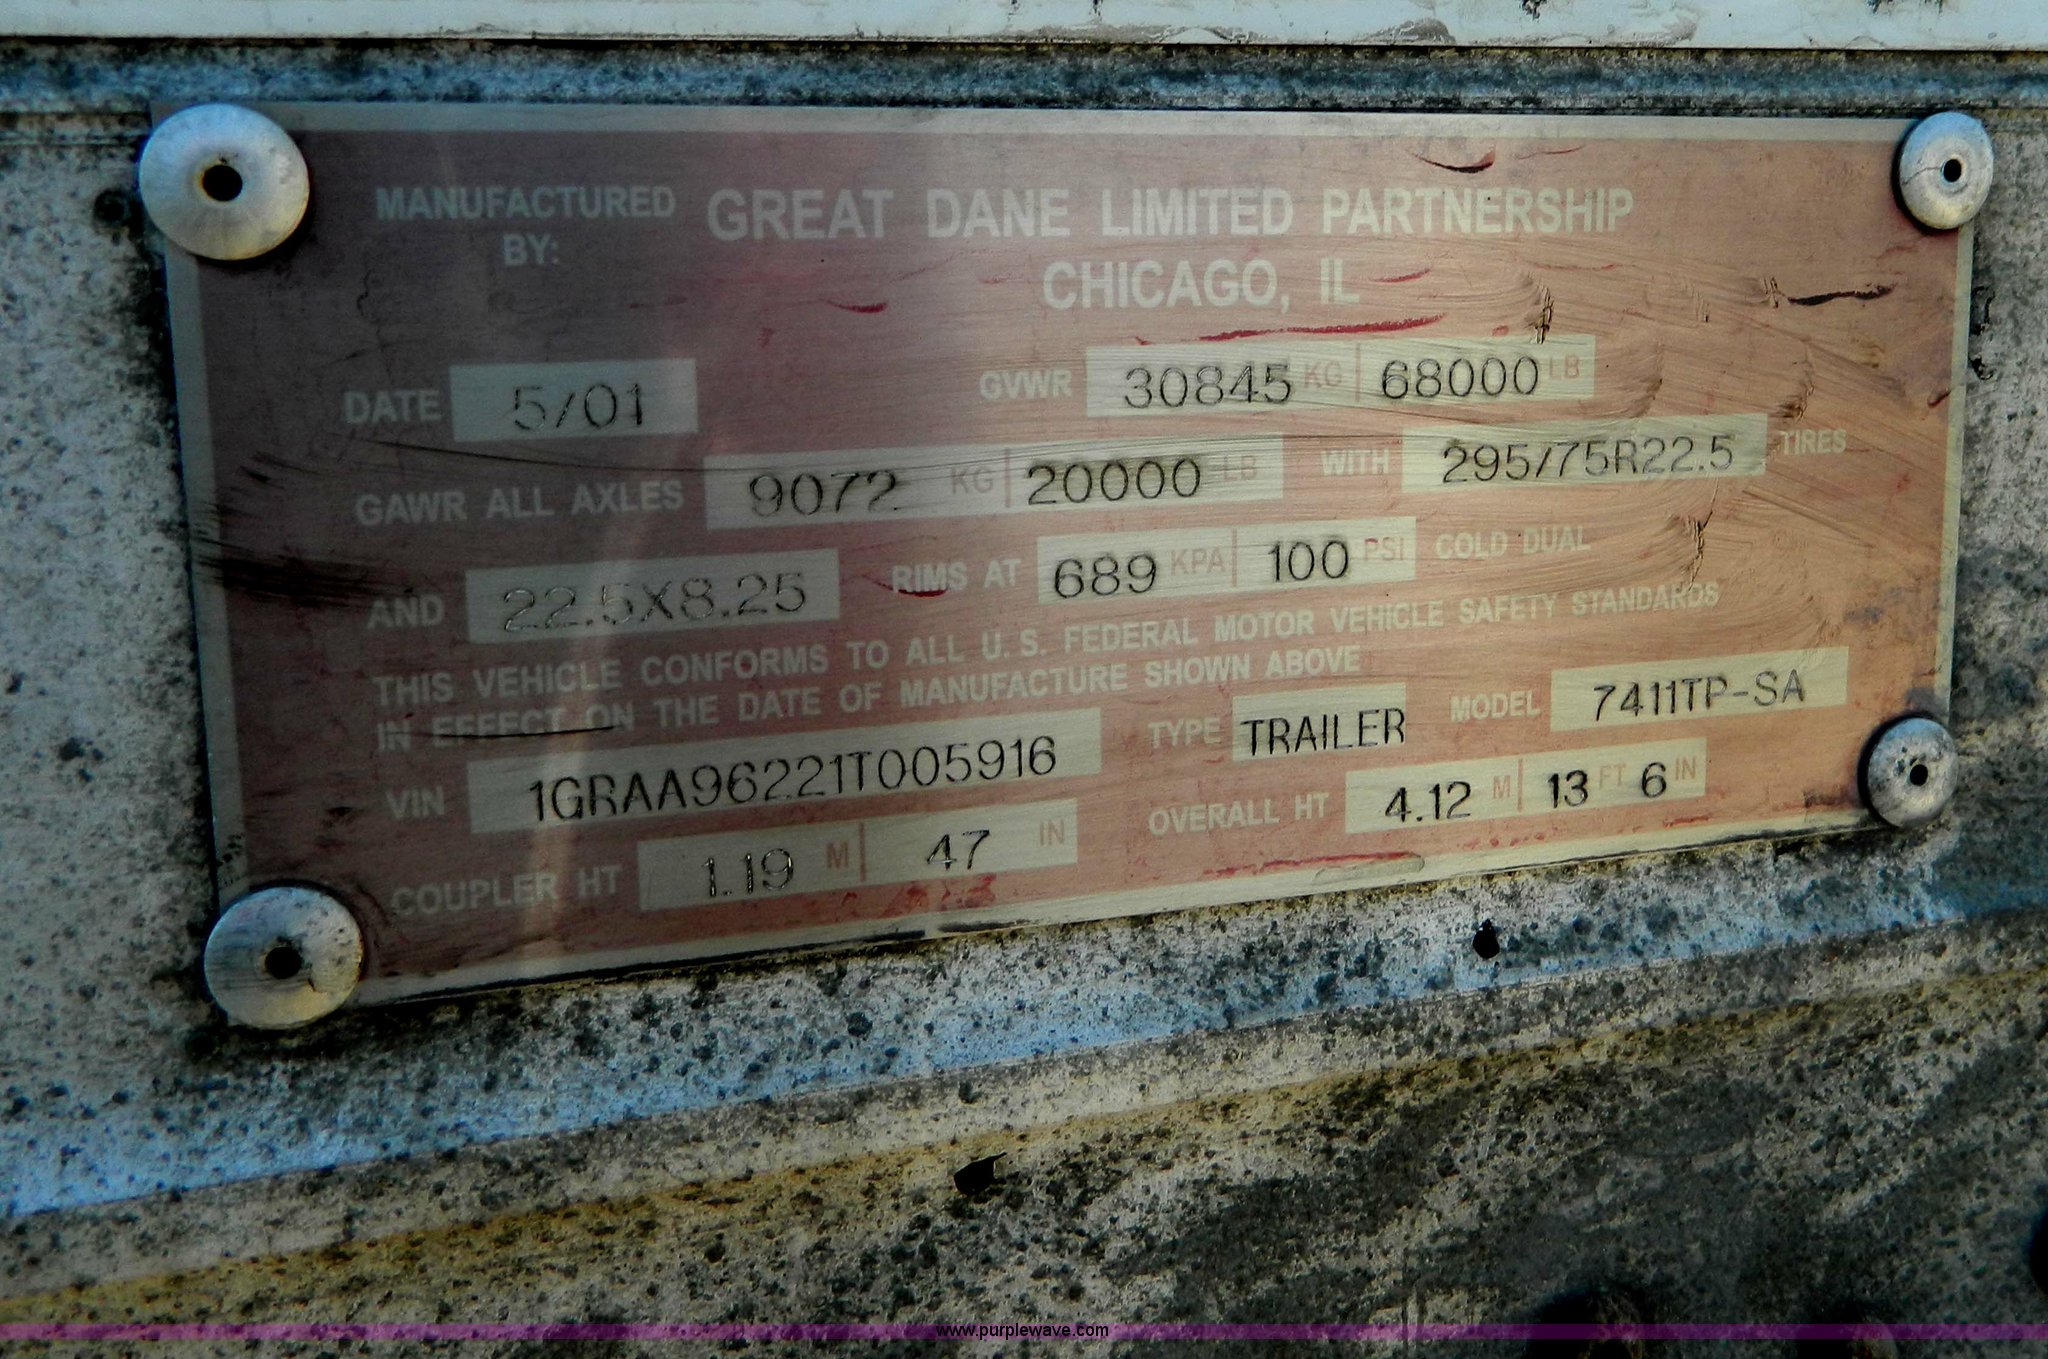 MANUFACTURED BY: GREAT DANE LIMITED PARTNERSHIP
CHICAGO, IL
DATE 5/01 GVWR 30845 KG 68000 LB
GAWR ALL AXLES 9072 KG 20000 LB WITH 295/75R22.5 TIRES
AND 22.5X8.25 RIMS AT 689 KPA 100 PSI COLD DUAL
THIS VEHICLE CONFORMS TO ALL U.S. FEDERAL MOTOR VEHICLE SAFETY STANDARDS
IN EFFECT ON THE DATE OF MANUFACTURE SHOWN ABOVE
VIN 1GRAA96221T005916 TYPE TRAILER MODEL 7411TP-SA
COUPLER HT 1.19 M 47 IN OVERALL HT 4.12 M 13 FT 6 IN
www.purplewave.com